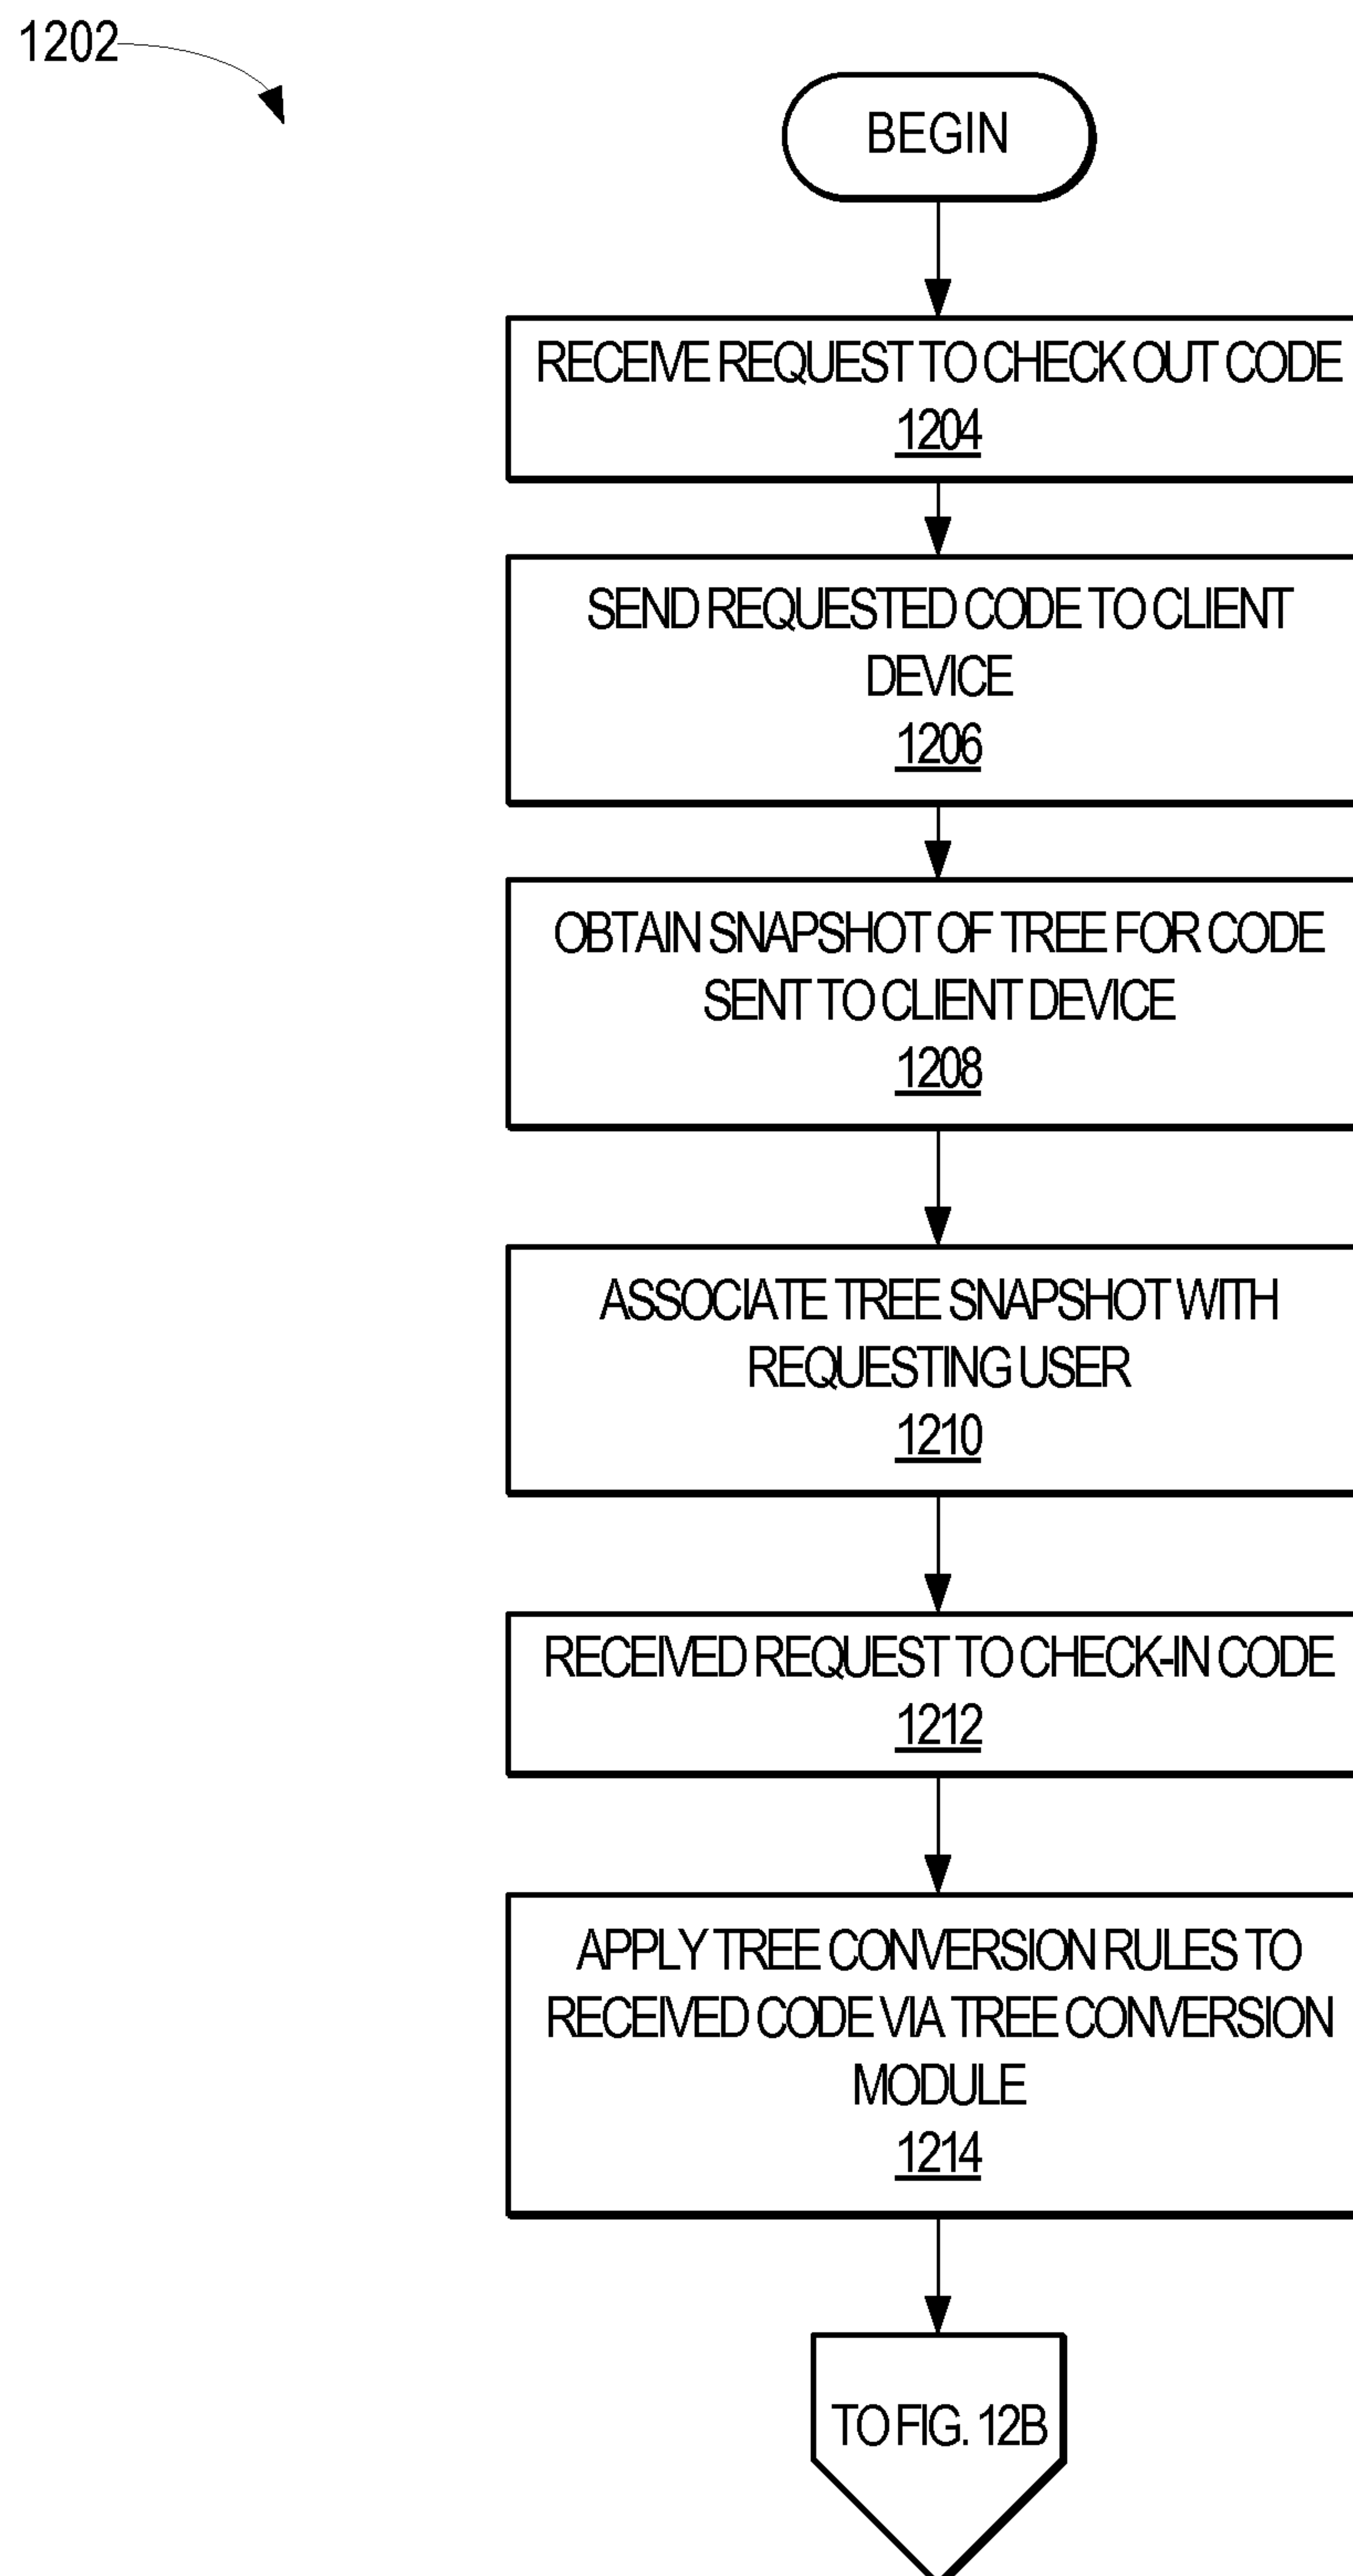 1202
BEGIN
RECEIVE REQUEST TO CHECK OUT CODE
1204
SEND REQUESTED CODE TO CLIENT
DEVICE
1206
OBTAIN SNAPSHOT OF TREE FOR CODE
SENT TO CLIENT DEVICE
1208
ASSOCIATE TREE SNAPSHOT WITH
REQUESTING USER
1210
RECEIVED REQUEST TO CHECK-IN CODE
1212
APPLY TREE CONVERSION RULES TO
RECEIVED CODE VIA TREE CONVERSION
MODULE
1214
TO FIG. 12B